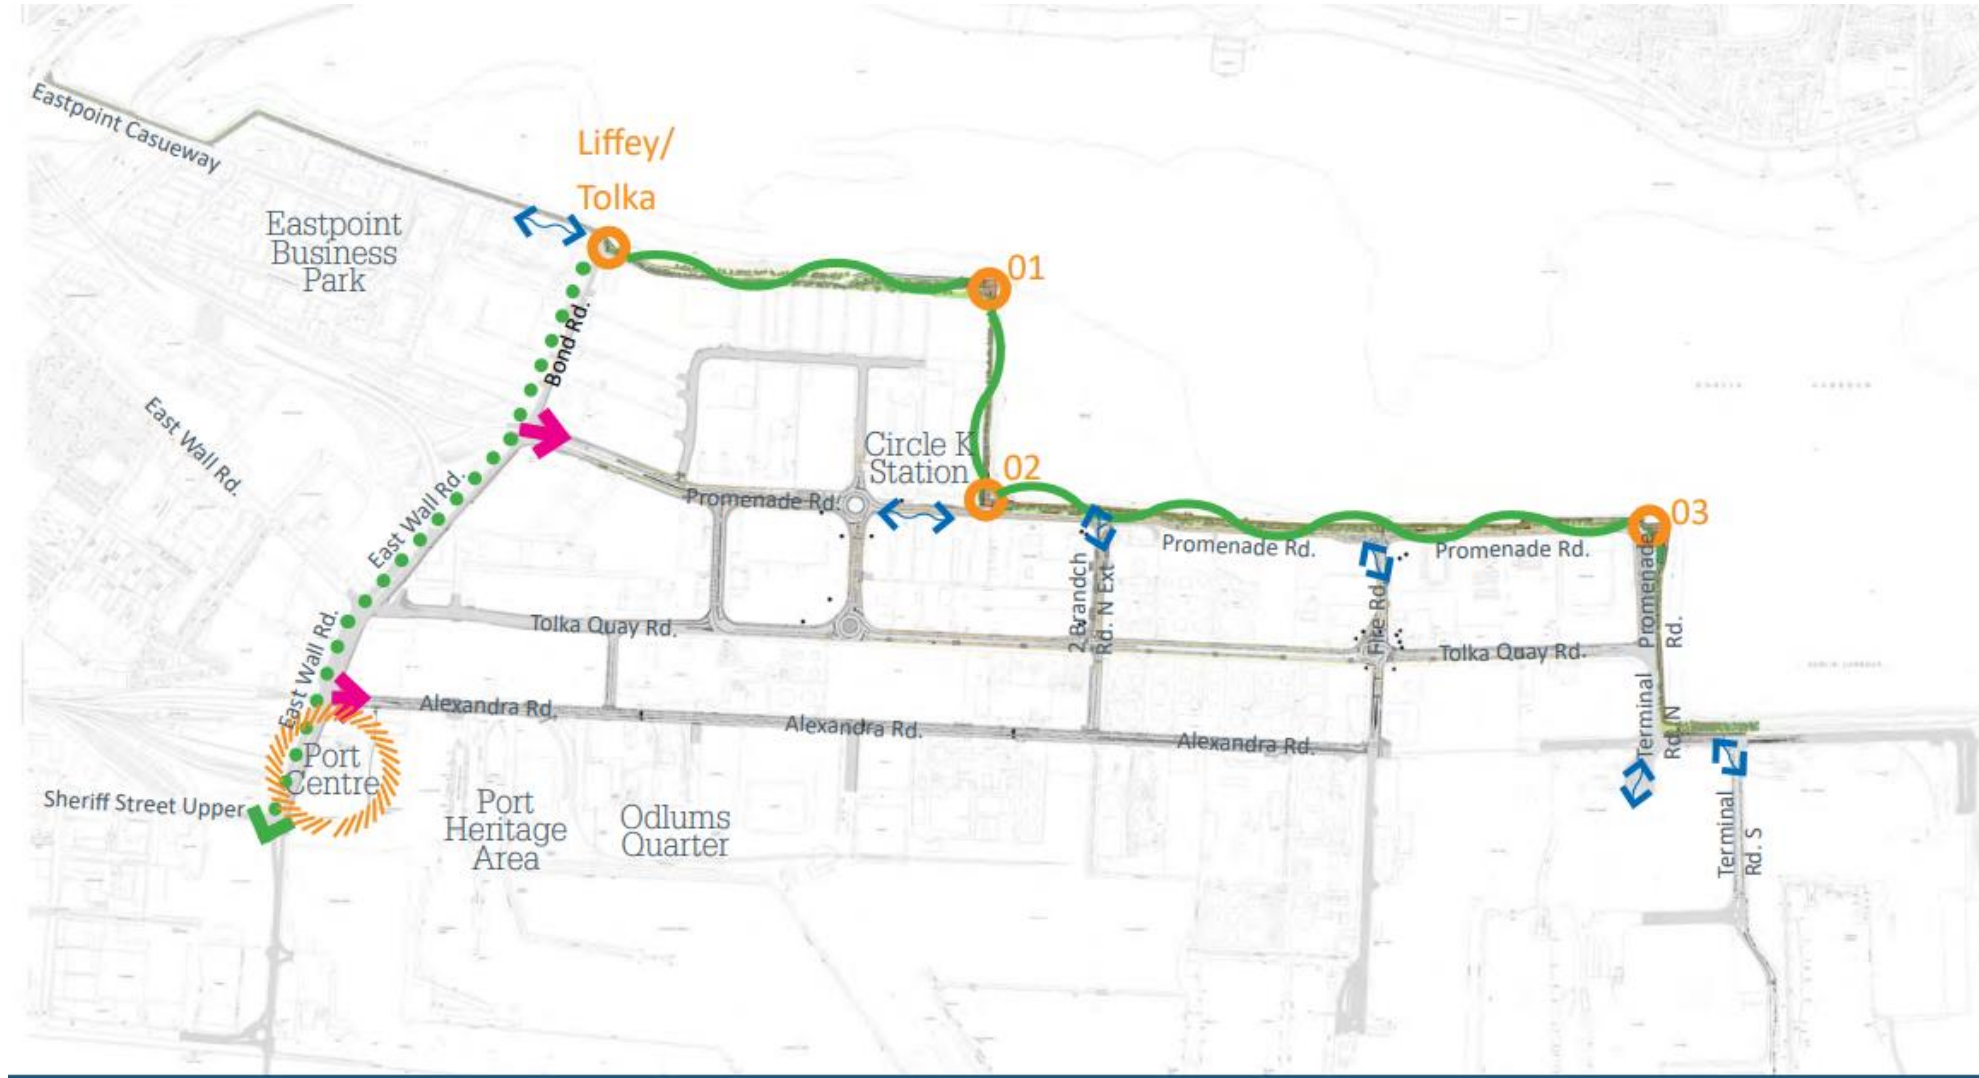 Eastpoint Casueway
Liffey/
Tolka
Eastpoint
Business
Park
01
Bond Rd.
East Wall Rd.
Circle K
Station
02
East Wall Rd.
Promenade Rd.
03
Promenade Rd.
Promenade Rd.
2 Brandch
Rd. N Ext
Fire Rd.
Promenade
Rd.
East Wall Rd.
Tolka Quay Rd.
Tolka Quay Rd.
Alexandra Rd.
Alexandra Rd.
Alexandra Rd.
Terminal
Rd. N
Port
Centre
Sheriff Street Upper
Port
Heritage
Area
Odlums
Quarter
Terminal
Rd. S